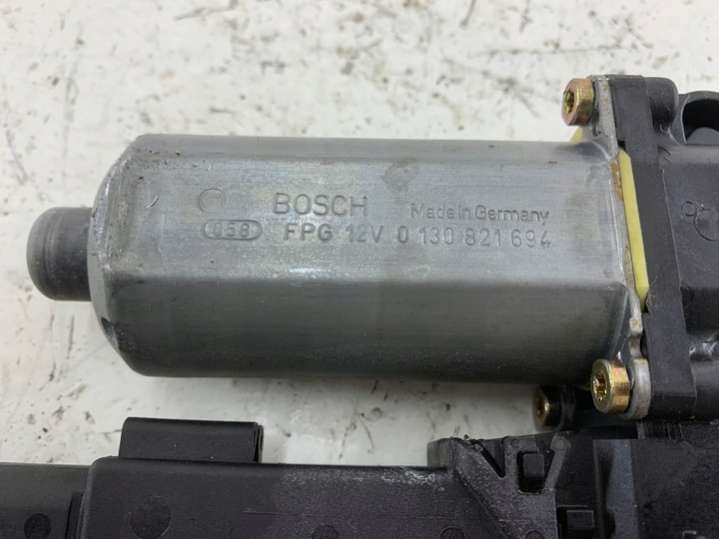 BOSCH Made in Germany
058 FPG 12V 0 130 821 694